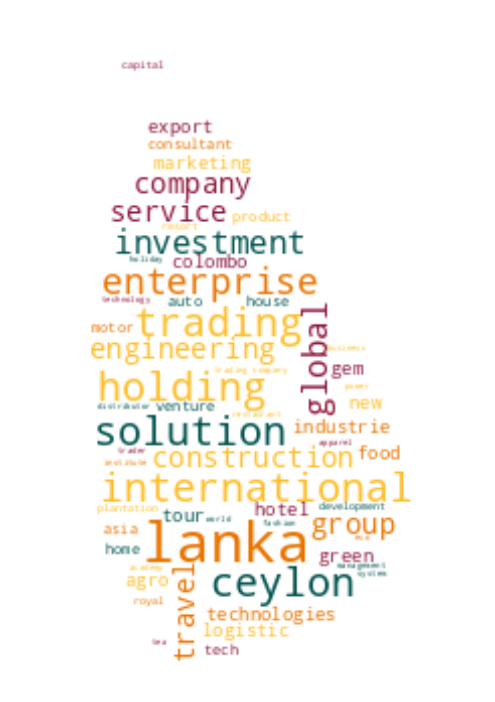 capital
export
consultant
marketing
company
service product
resort
investment
holiday colombo
enterprise
technology auto house
motor trading
global
engineering business
trading company gem
holding power
distributor venture new
restaurant
solution industrie
apparel
trader construction food
institute
international
plantation hotel development
tour world
asia fashion group
lanka
home green
academy management
agro ceylon system
travel
royal
technologies
logistic
tea tech